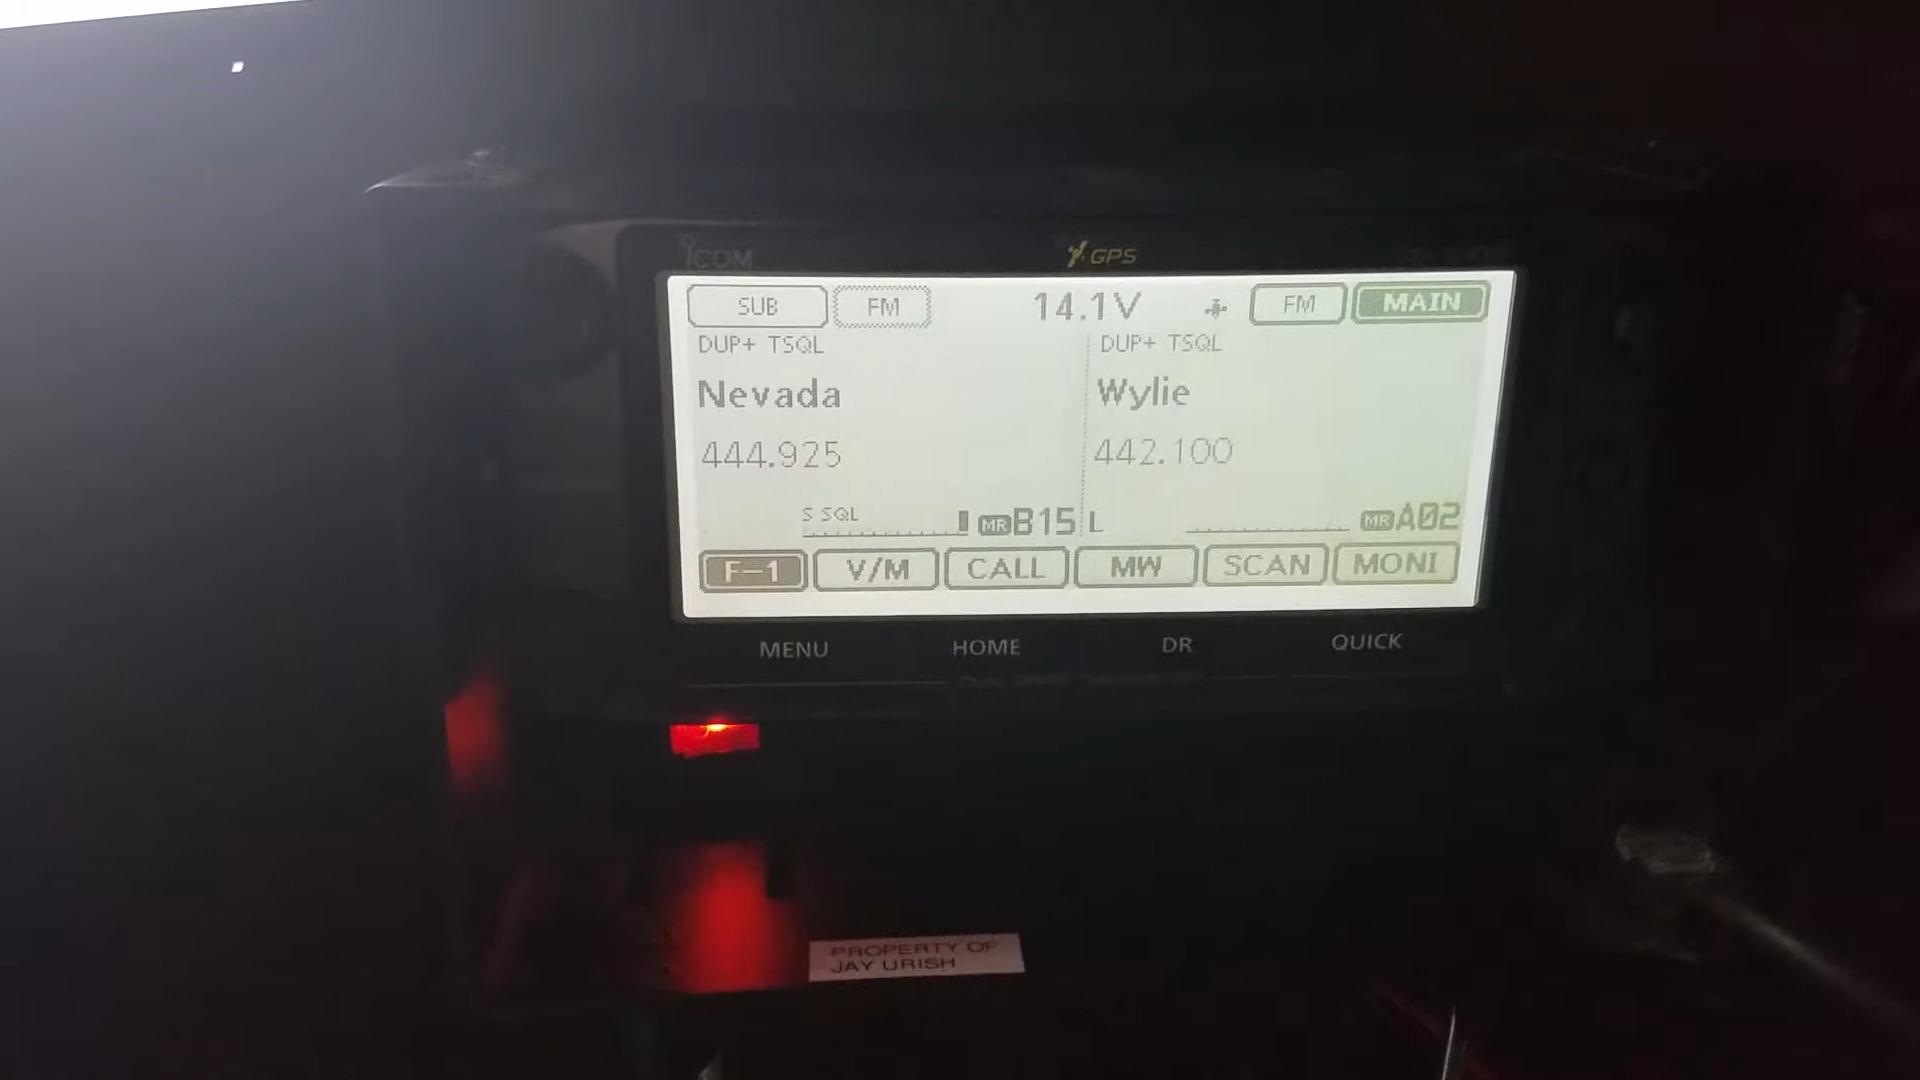 ICOM GPS
SUB FM 14.1V FM MAIN
DUP+ TSQL DUP+ TSQL
Nevada Wylie
444.925 442.100
S SQL MR B15 L MR A02
F-1 V/M CALL MW SCAN MONI
MENU HOME DR QUICK
PROPERTY OF
JAY URISH